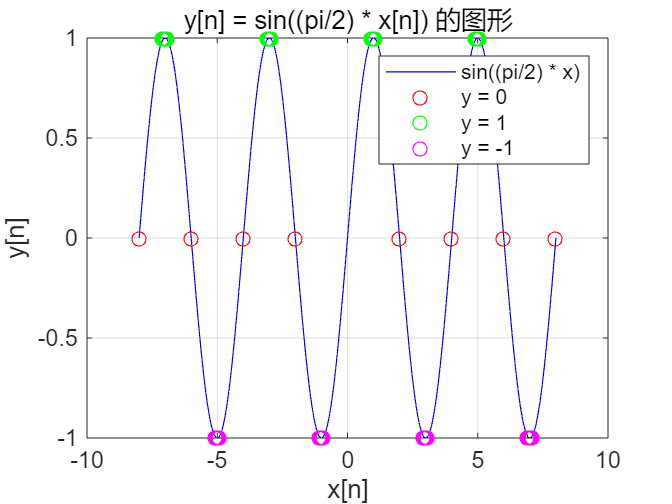 y[n] = sin((pi/2) * x[n]) 的图形
sin((pi/2) * x)
y = 0
y = 1
y = -1
1
0.5
0
-0.5
-1
y[n]
-10
-5
0
5
10
x[n]